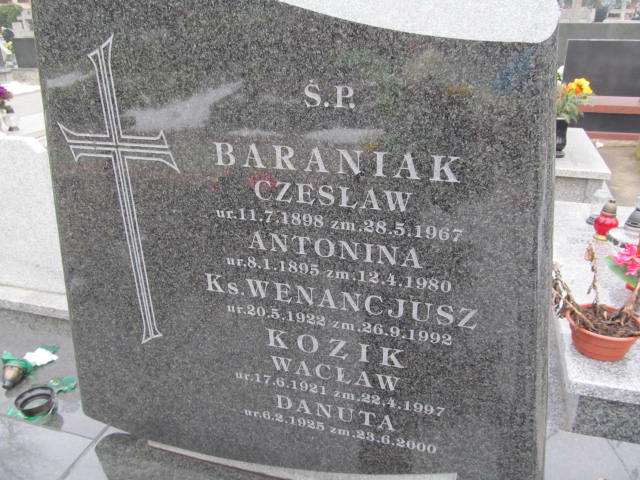 Ś.P.
BARANIAK
CZESŁAW
ur.11.7.1898 zm.28.5.1967
ANTONINA
ur.8.1.1895 zm.12.4.1980
Ks.WENANCJUSZ
ur.20.5.1922 zm.26.9.1992
KOZIK
WACŁAW
ur.17.6.1921 zm.22.4.1997
DANUTA
ur.6.2.1925 zm.23.6.2000